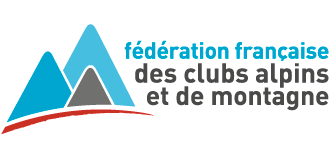 fédération française
des clubs alpins
et de montagne